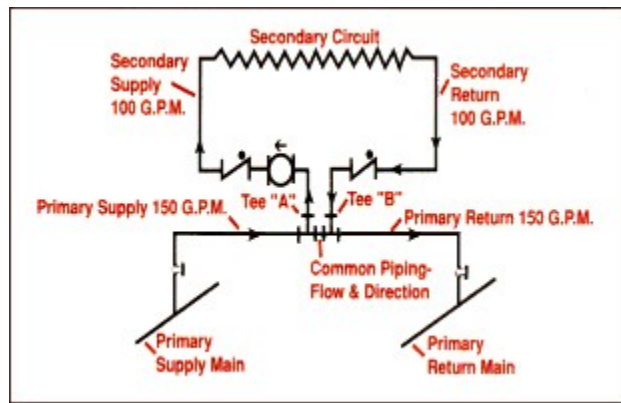 Secondary Circuit
Secondary
Supply
100 G.P.M.
Secondary
Return
100 G.P.M.
Tee "A"
Tee "B"
Primary Supply 150 G.P.M.
Primary Return 150 G.P.M.
Common Piping-
Flow & Direction
Primary
Supply Main
Primary
Return Main